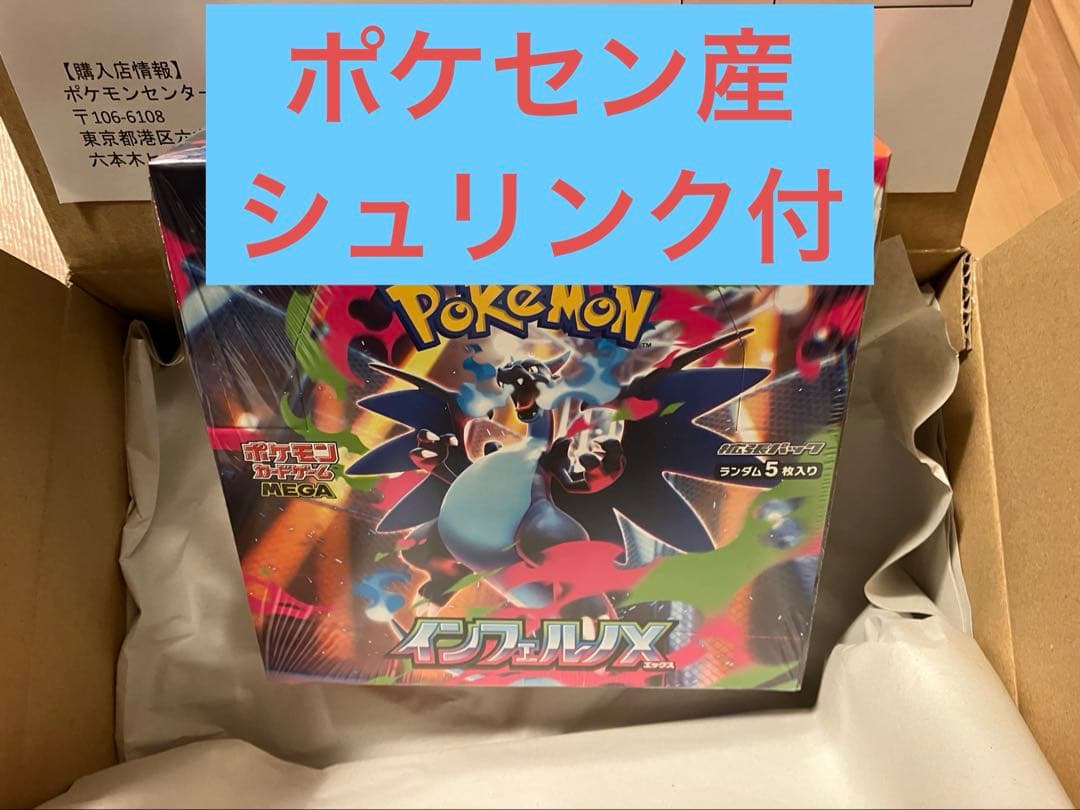 ポケセン産
シュリンク付
【購入店情報】
ポケモンセンター
〒106-6108
東京都港区六
六本木
POKÉMON
ポケモン
カードゲーム
MEGA
拡張パック
ランダム5枚入り
インフェルノX
エックス